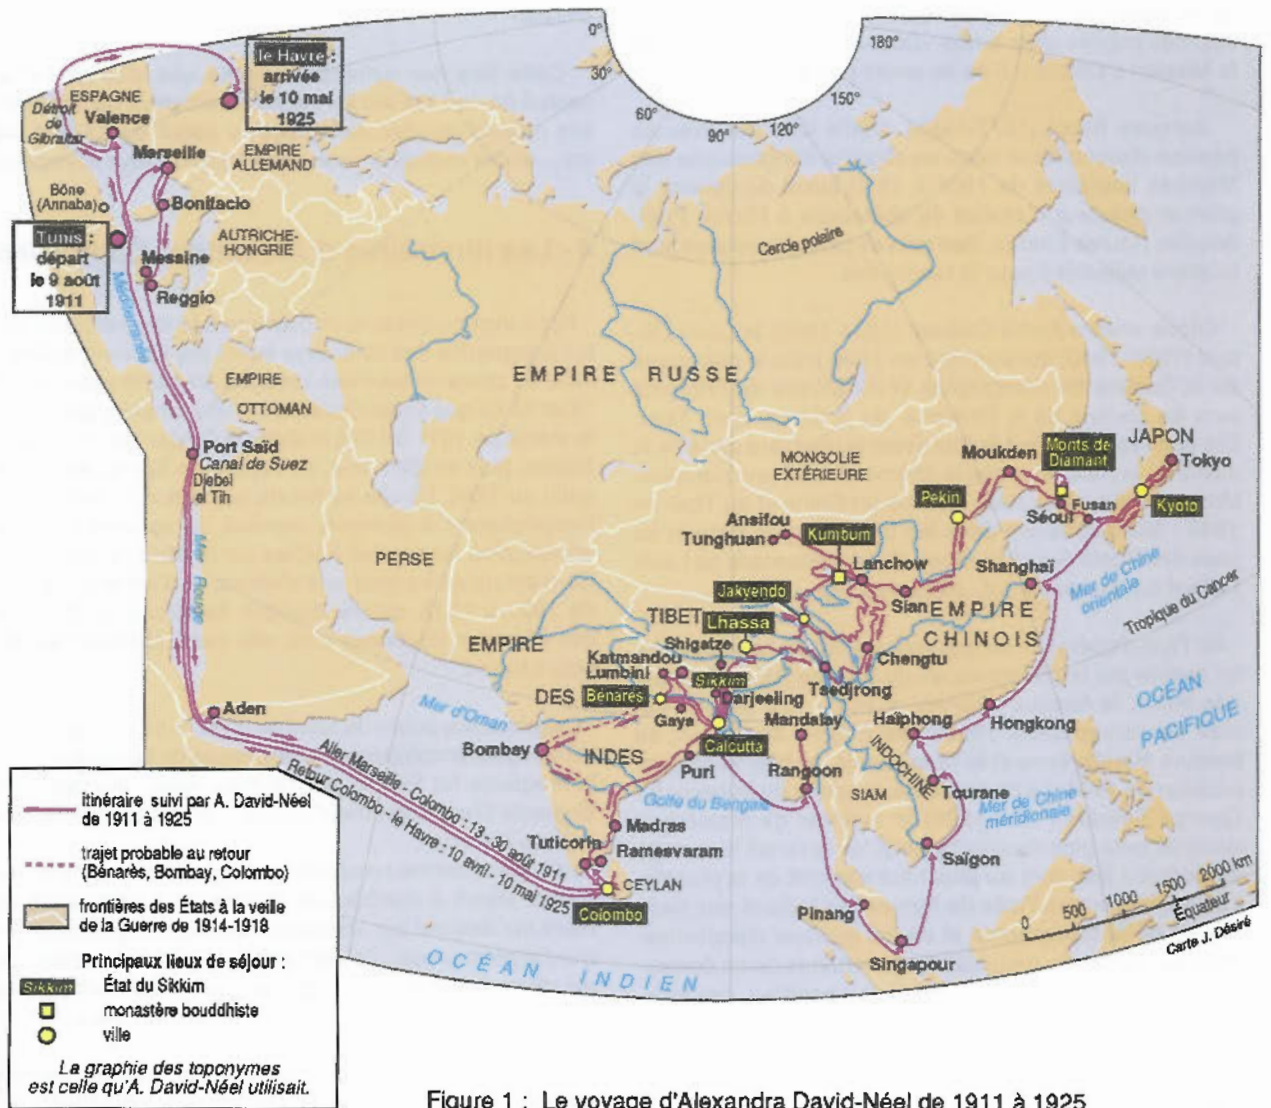 0°
180°
30°
150°
60°
120°
90°
le Havre :
arrivée
le 10 mai
1925
ESPAGNE
Détroit
de
Gibraltar
Valence
Marseille
EMPIRE
ALLEMAND
Bône
(Annaba)
Bonifacio
Tunis :
départ
le 9 août
1911
AUTRICHE-
HONGRIE
Messine
Reggio
Méditerranée
Cercle polaire
EMPIRE RUSSE
EMPIRE
OTTOMAN
Port Saïd
Canal de Suez
Djebel
el Tih
Mer Rouge
PERSE
MONGOLIE
EXTÉRIEURE
Moukden
Monts de
Diamant
JAPON
Tokyo
Pekin
Séoul
Fusan
Kyoto
Ansifou
Tunghuan
Kumbum
Lanchow
Shanghaï
Mer de Chine
orientale
Jakyendo
Sian
EMPIRE
CHINOIS
Tropique du Cancer
TIBET
Lhassa
Shigatze
Chengtu
EMPIRE
Katmandou
Lumbini
Sikkim
Tsedjrong
DES
Bénarès
Darjeeling
Gaya
Mandalay
Haïphong
Hongkong
OCÉAN
PACIFIQUE
Aden
Mer d'Oman
Bombay
INDES
Calcutta
Puri
Rangoon
INDOCHINE
SIAM
Tourane
Mer de Chine
méridionale
Golfe du Bengale
Aller Marseille - Colombo : 13 - 30 août 1911
Retour Colombo - le Havre : 10 avril - 10 mai 1925
Madras
Tuticorin
Ramesvaram
CEYLAN
Colombo
Saïgon
Pinang
Singapour
0 500 1000 1500 2000 km
Équateur
Carte J. Désiré
OCÉAN INDIEN
itinéraire suivi par A. David-Néel
de 1911 à 1925
trajet probable au retour
(Bénarès, Bombay, Colombo)
frontières des États à la veille
de la Guerre de 1914-1918
Principaux lieux de séjour :
Sikkim État du Sikkim
monastère bouddhiste
ville
La graphie des toponymes
est celle qu'A. David-Néel utilisait.
Figure 1 : Le voyage d'Alexandra David-Néel de 1911 à 1925